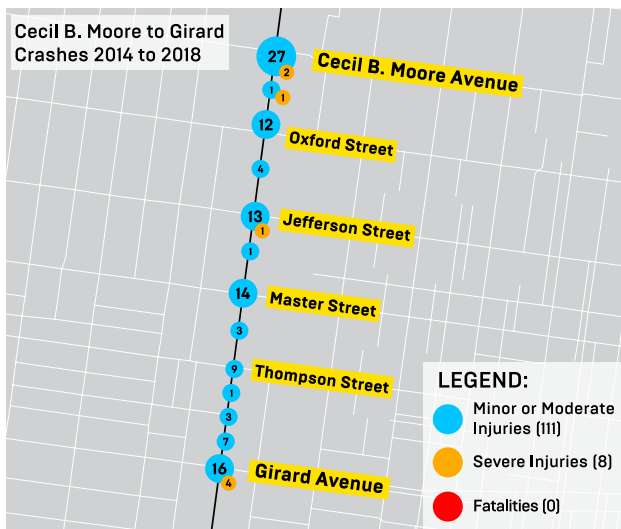 Cecil B. Moore to Girard
Crashes 2014 to 2018
27
Cecil B. Moore Avenue
2
1
1
12
Oxford Street
4
13
Jefferson Street
1
1
14
Master Street
3
9
Thompson Street
1
3
7
16
Girard Avenue
4
LEGEND:
Minor or Moderate
Injuries (111)
Severe Injuries (8)
Fatalities (0)